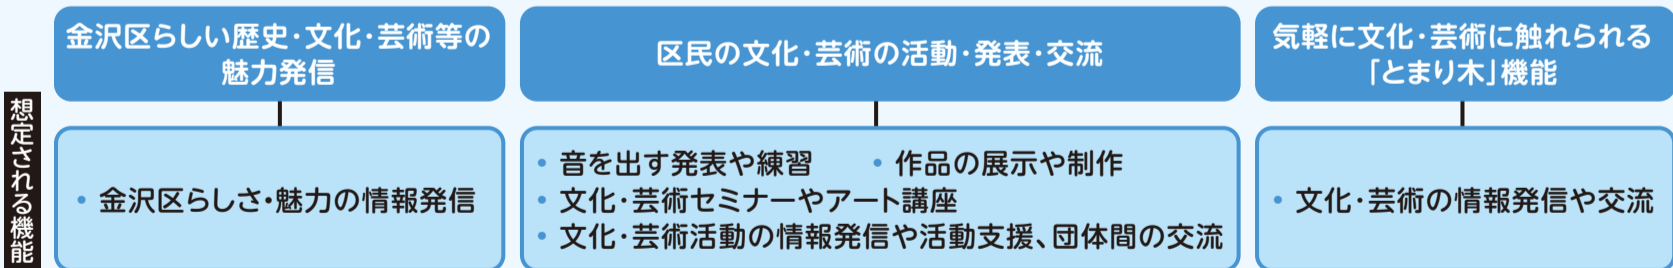 金沢区らしい歴史・文化・芸術等の
魅力発信
区民の文化・芸術の活動・発表・交流
気軽に文化・芸術に触れられる
「とまり木」機能
想定される機能
• 金沢区らしさ・魅力の情報発信
• 音を出す発表や練習 • 作品の展示や制作
• 文化・芸術セミナーやアート講座
• 文化・芸術活動の情報発信や活動支援、団体間の交流
• 文化・芸術の情報発信や交流